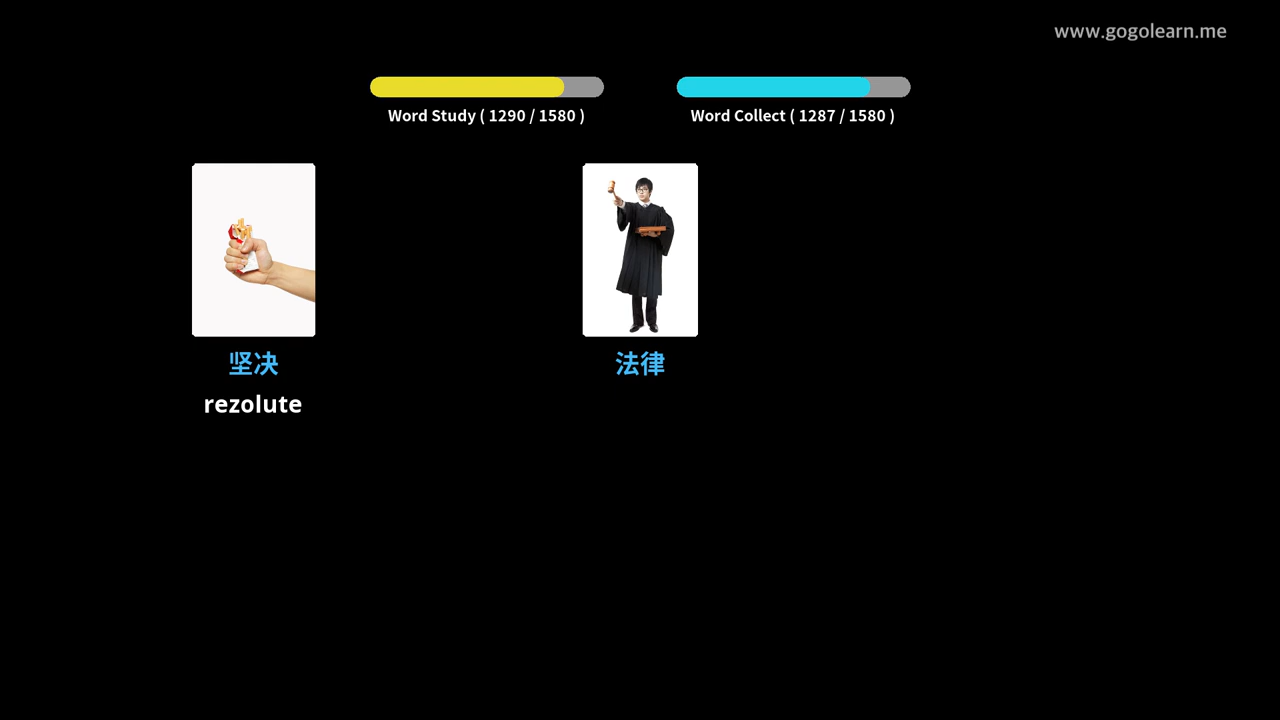 www.gogolearn.me
Word Study ( 1290 / 1580 )
Word Collect ( 1287 / 1580 )
坚决
法律
rezolute